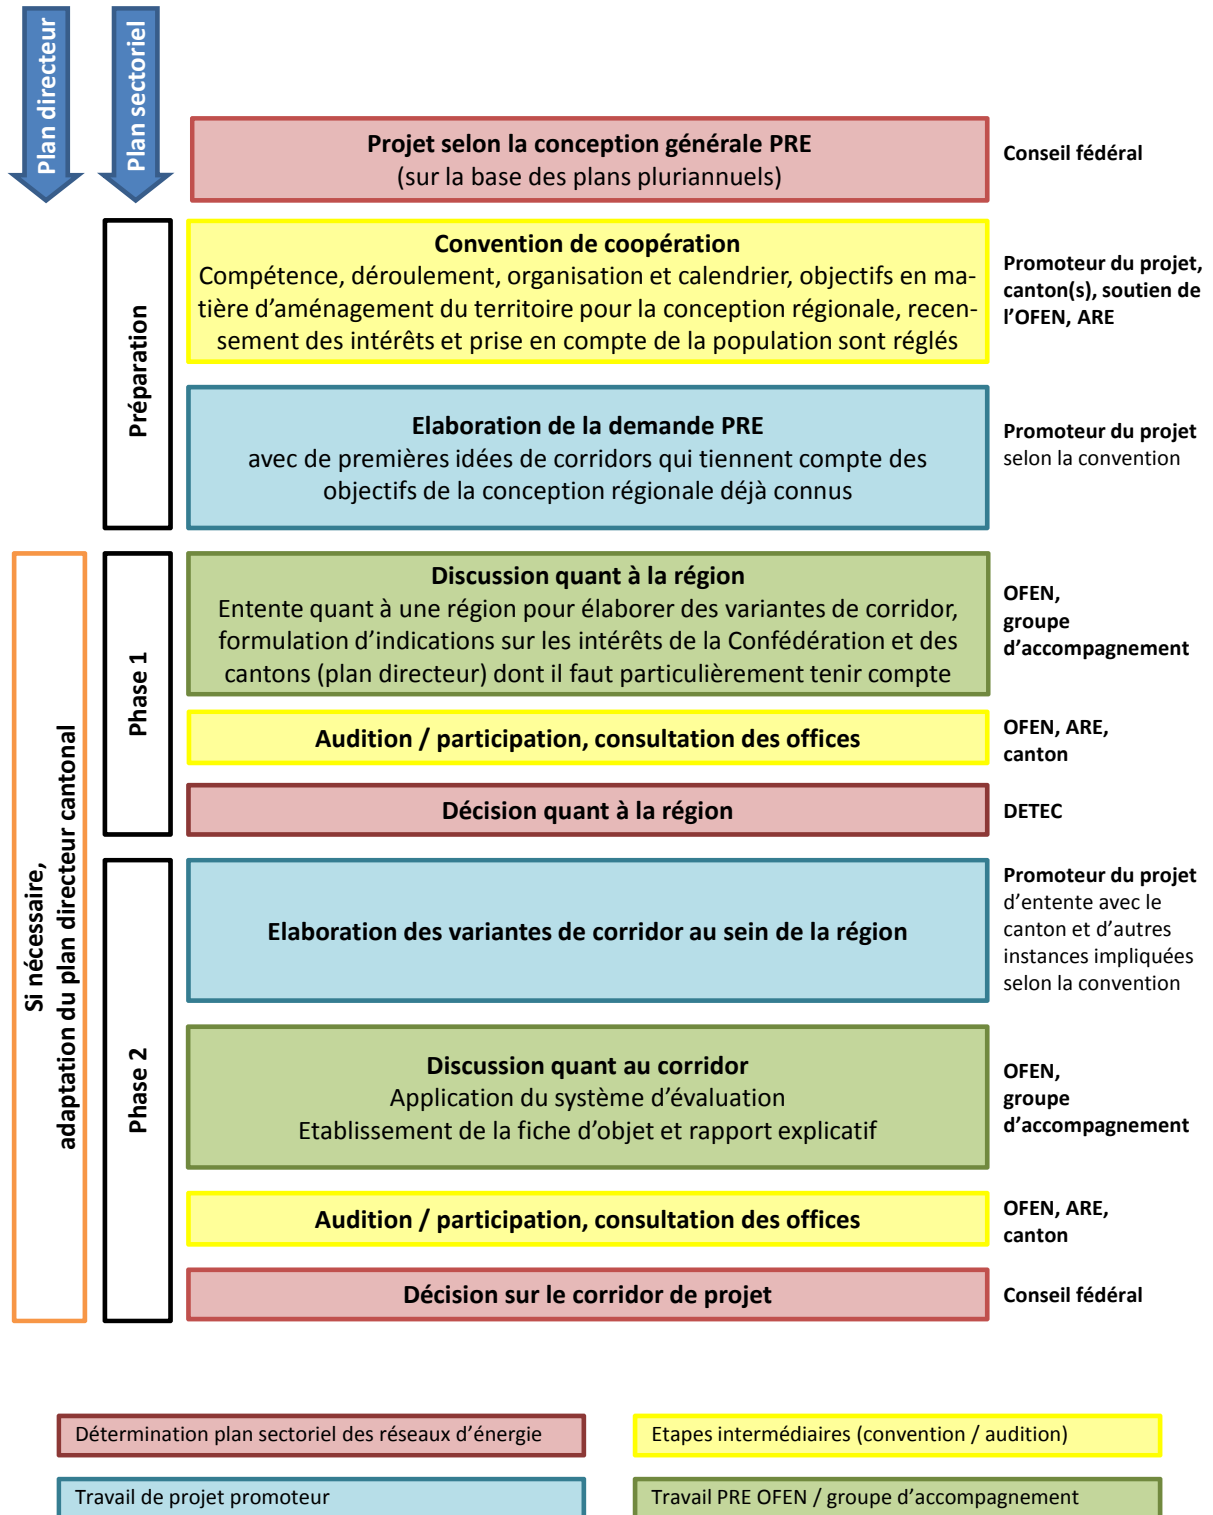 Plan directeur
Plan sectoriel
Projet selon la conception générale PRE
(sur la base des plans pluriannuels)
Conseil fédéral
Préparation
Convention de coopération
Compétence, déroulement, organisation et calendrier, objectifs en ma-
tière d’aménagement du territoire pour la conception régionale, recen-
sement des intérêts et prise en compte de la population sont réglés
Promoteur du projet,
canton(s), soutien de
l’OFEN, ARE
Elaboration de la demande PRE
avec de premières idées de corridors qui tiennent compte des
objectifs de la conception régionale déjà connus
Promoteur du projet
selon la convention
Si nécessaire,
adaptation du plan directeur cantonal
Phase 1
Discussion quant à la région
Entente quant à une région pour élaborer des variantes de corridor,
formulation d’indications sur les intérêts de la Confédération et des
cantons (plan directeur) dont il faut particulièrement tenir compte
OFEN,
groupe
d’accompagnement
Audition / participation, consultation des offices
OFEN, ARE,
canton
Décision quant à la région
DETEC
Phase 2
Elaboration des variantes de corridor au sein de la région
Promoteur du projet
d’entente avec le
canton et d’autres
instances impliquées
selon la convention
Discussion quant au corridor
Application du système d’évaluation
Etablissement de la fiche d’objet et rapport explicatif
OFEN,
groupe
d’accompagnement
Audition / participation, consultation des offices
OFEN, ARE,
canton
Décision sur le corridor de projet
Conseil fédéral
Détermination plan sectoriel des réseaux d’énergie
Etapes intermédiaires (convention / audition)
Travail de projet promoteur
Travail PRE OFEN / groupe d’accompagnement